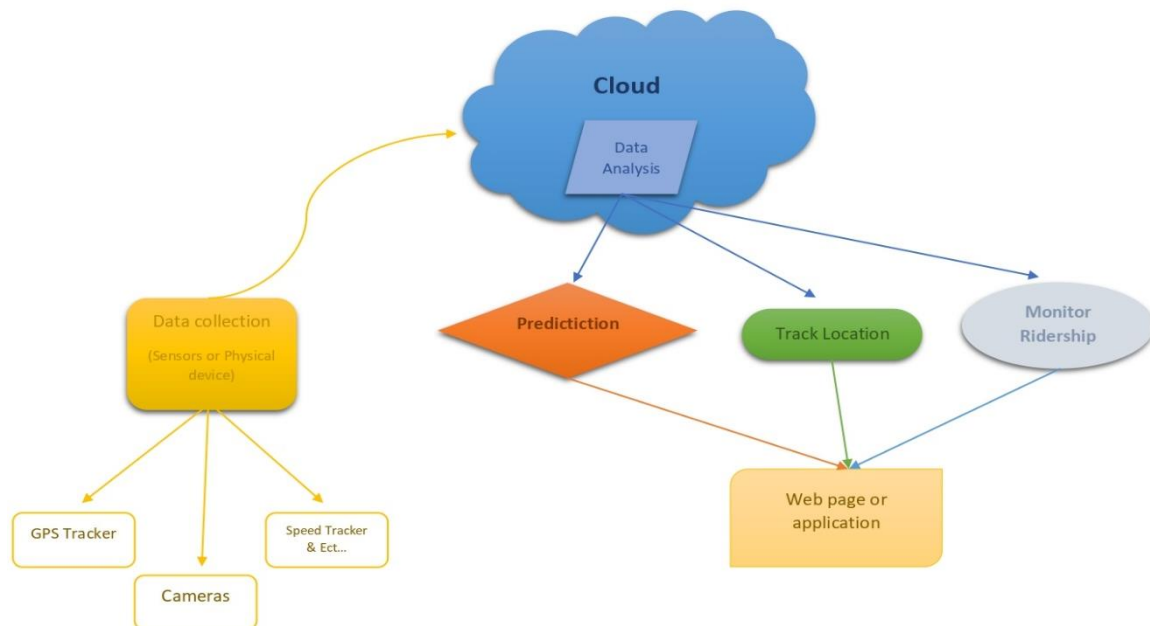 Cloud
Data
Analysis
Data collection
(Sensors or Physical
device)
Predictiction
Track Location
Monitor
Ridership
GPS Tracker
Speed Tracker
& Ect...
Cameras
Web page or
application